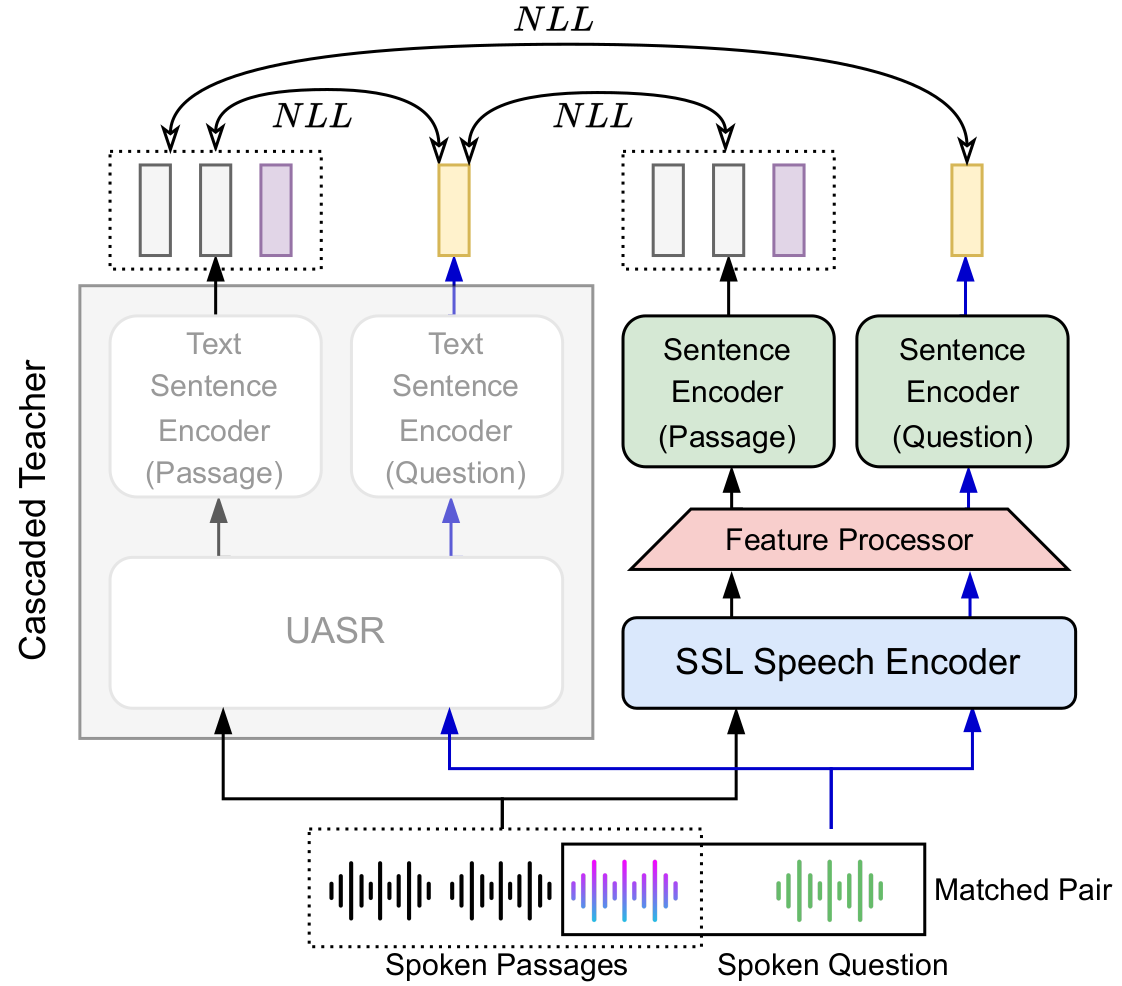 NLL
NLL
NLL
Cascaded Teacher
Text
Sentence
Encoder
(Passage)
Text
Sentence
Encoder
(Question)
UASR
Sentence
Encoder
(Passage)
Sentence
Encoder
(Question)
Feature Processor
SSL Speech Encoder
Matched Pair
Spoken Passages
Spoken Question